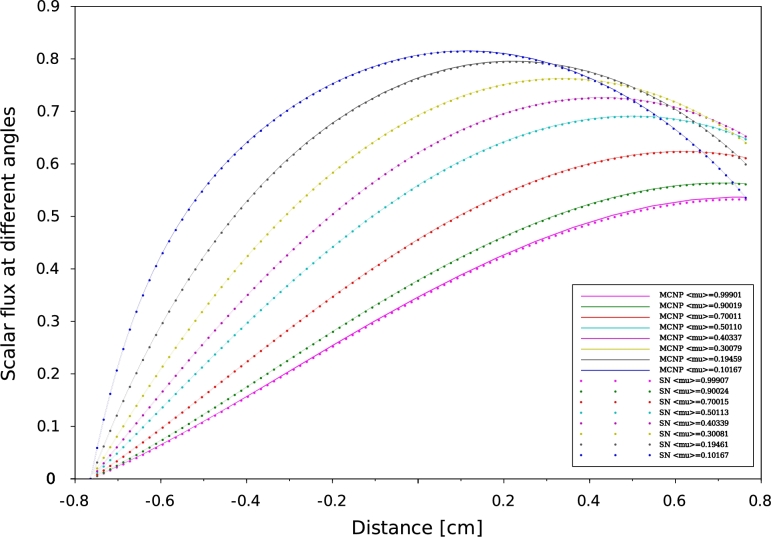 0.9
0.8
0.7
0.6
0.5
0.4
0.3
0.2
0.1
0
Scalar flux at different angles
-0.8
-0.6
-0.4
-0.2
0
0.2
0.4
0.6
0.8
Distance [cm]
MCNP <mu>=0.99901
MCNP <mu>=0.90019
MCNP <mu>=0.70011
MCNP <mu>=0.50110
MCNP <mu>=0.40337
MCNP <mu>=0.30079
MCNP <mu>=0.19459
MCNP <mu>=0.10167
SN <mu>=0.99907
SN <mu>=0.90024
SN <mu>=0.70015
SN <mu>=0.50113
SN <mu>=0.40339
SN <mu>=0.30081
SN <mu>=0.19461
SN <mu>=0.10167